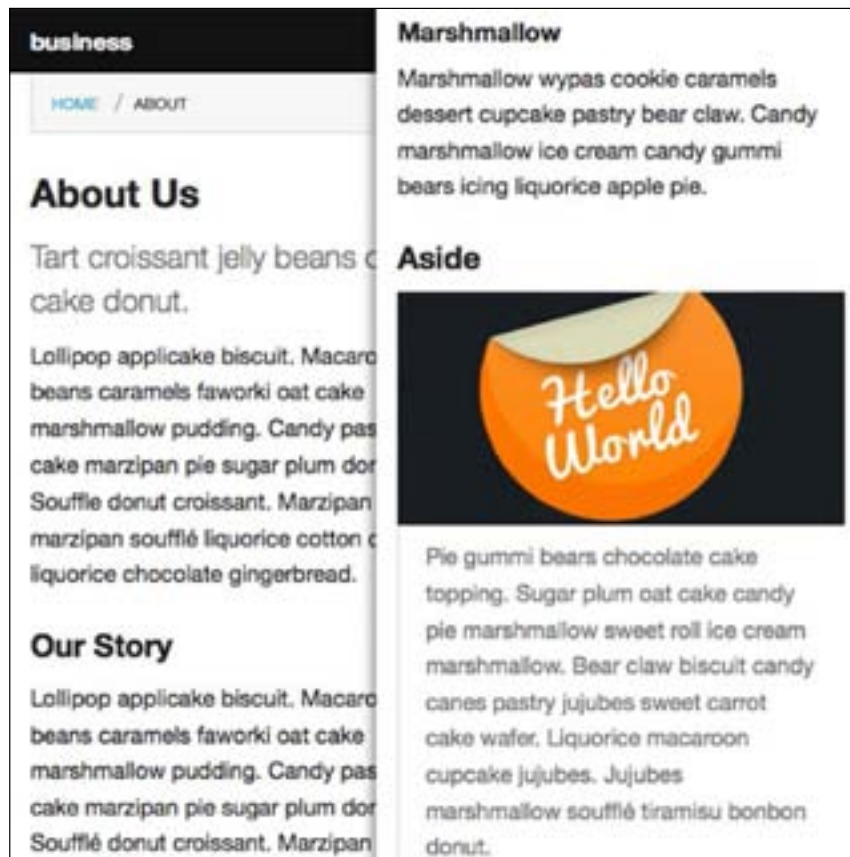 business
HOME / ABOUT
About Us
Tart croissant jelly beans
cake donut.
Lollipop applicake biscuit. Macaro
beans caramels faworki oat cake
marshmallow pudding. Candy pas
cake marzipan pie sugar plum dor
Souffle donut croissant. Marzipan
marzipan soufflé liquorice cotton
liquorice chocolate gingerbread.
Our Story
Lollipop applicake biscuit. Macaro
beans caramels faworki oat cake
marshmallow pudding. Candy pas
cake marzipan pie sugar plum dor
Soufflé donut croissant. Marzipan
Marshmallow
Marshmallow wypas cookie caramels
dessert cupcake pastry bear claw. Candy
marshmallow ice cream candy gummi
bears icing liquorice apple pie.
Aside
Hello
World
Pie gummi bears chocolate cake
topping. Sugar plum oat cake candy
pie marshmallow sweet roll ice cream
marshmallow. Bear claw biscuit candy
canes pastry jujubes sweet carrot
cake wafer. Liquorice macaroon
cupcake jujubes. Jujubes
marshmallow soufflé tiramisu bonbon
donut.